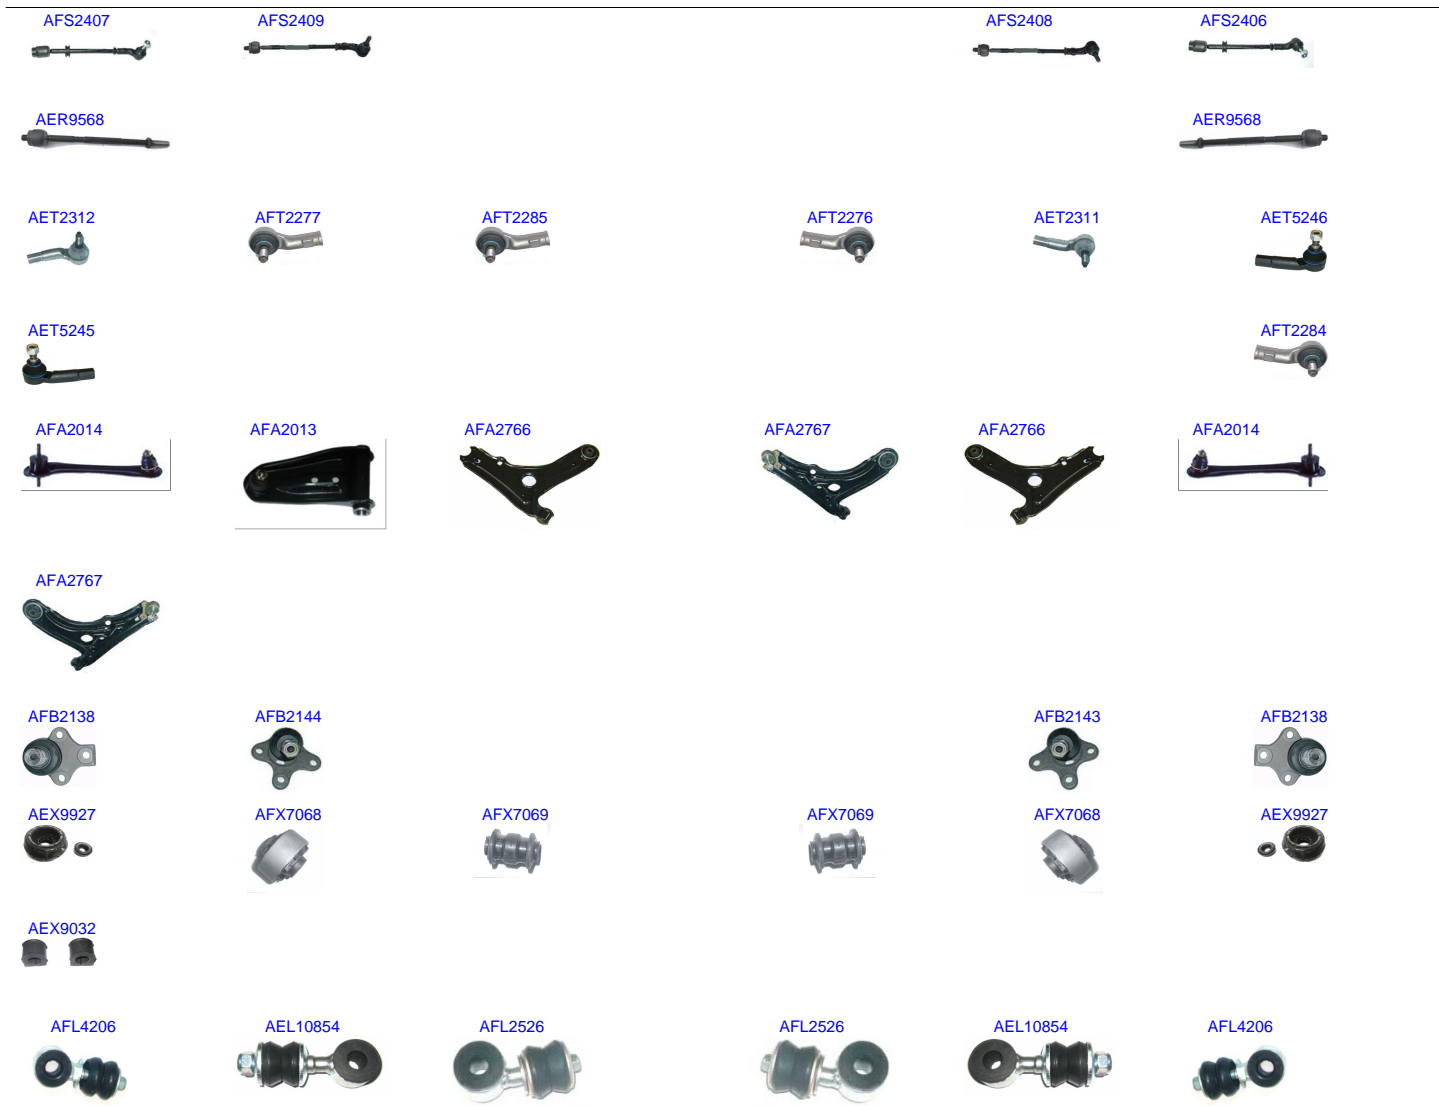 AFS2407 AFS2409 AFS2408 AFS2406
AER9568 AER9568
AET2312 AFT2277 AFT2285 AFT2276 AET2311 AET5246
AET5245 AFT2284
AFA2014 AFA2013 AFA2766 AFA2767 AFA2766 AFA2014
AFA2767
AFB2138 AFB2144 AFB2143 AFB2138
AEX9927 AFX7068 AFX7069 AFX7069 AFX7068 AEX9927
AEX9032
AFL4206 AEL10854 AFL2526 AFL2526 AEL10854 AFL4206